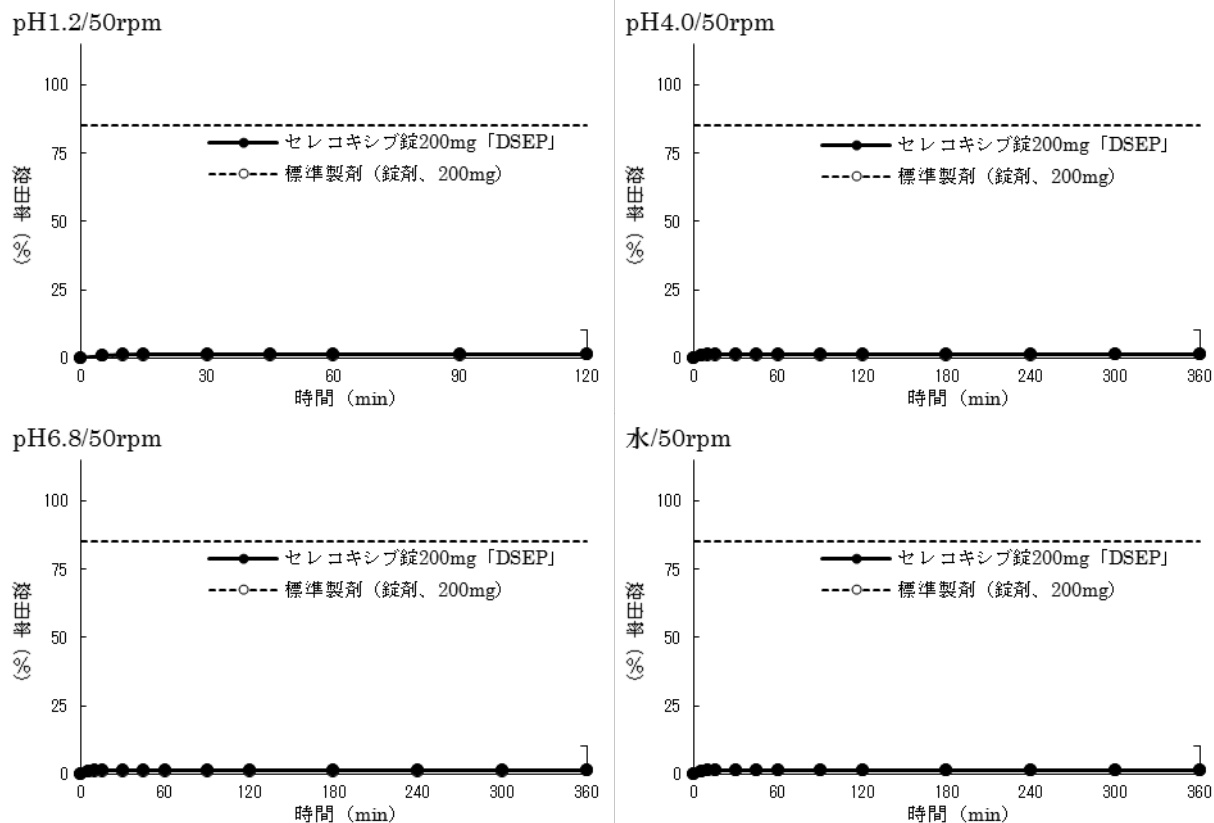 pH1.2/50rpm
100
75
50
25
0
溶出率 (%)
セレコキシブ錠200mg「DSEP」
標準製剤（錠剤、200mg）
0 30 60 90 120
時間（min）
pH4.0/50rpm
100
75
50
25
0
溶出率 (%)
セレコキシブ錠200mg「DSEP」
標準製剤（錠剤、200mg）
0 60 120 180 240 300 360
時間（min）
pH6.8/50rpm
100
75
50
25
0
溶出率 (%)
セレコキシブ錠200mg「DSEP」
標準製剤（錠剤、200mg）
0 60 120 180 240 300 360
時間（min）
水/50rpm
100
75
50
25
0
溶出率 (%)
セレコキシブ錠200mg「DSEP」
標準製剤（錠剤、200mg）
0 60 120 180 240 300 360
時間（min）